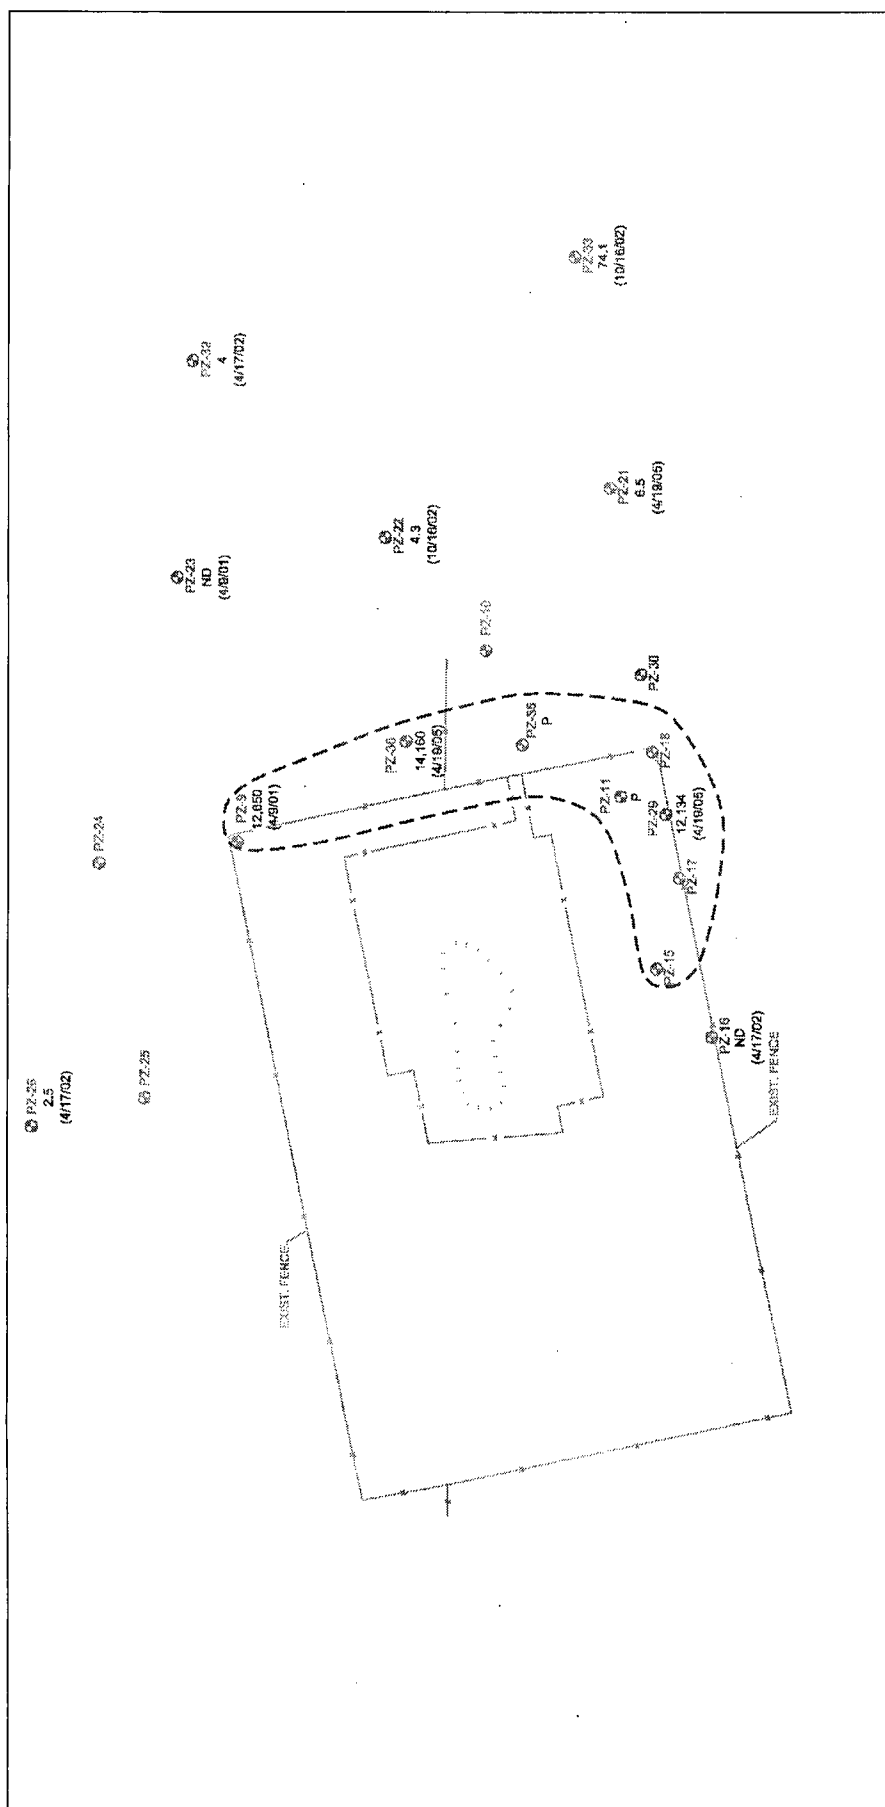 PZ-26
2.5
(4/17/02)
PZ-25
PZ-24
PZ-23
ND
(4/9/01)
PZ-32
4
(4/17/02)
PZ-22
4.3
(10/16/02)
PZ-33
74.1
(10/16/02)
PZ-21
6.5
(4/19/05)
PZ-10
PZ-30
PZ-9
12,850
(4/9/01)
PZ-36
14,160
(4/19/05)
PZ-35
P
PZ-11
P
PZ-18
PZ-29
12,134
(4/19/05)
PZ-17
PZ-15
PZ-16
ND
(4/17/02)
EXIST. FENCE
EXIST. FENCE